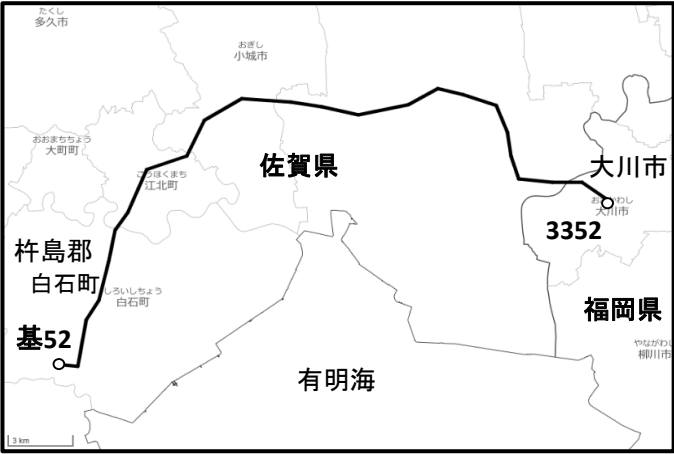 たくし
多久市
おぎし
小城市
おおまちちょう
大町町
こうほくまち
江北町
佐賀県
大川市
おおかわし
大川市
3352
杵島郡
白石町
しろいしちょう
白石町
福岡県
基52
やながわし
柳川市
有明海
3 km